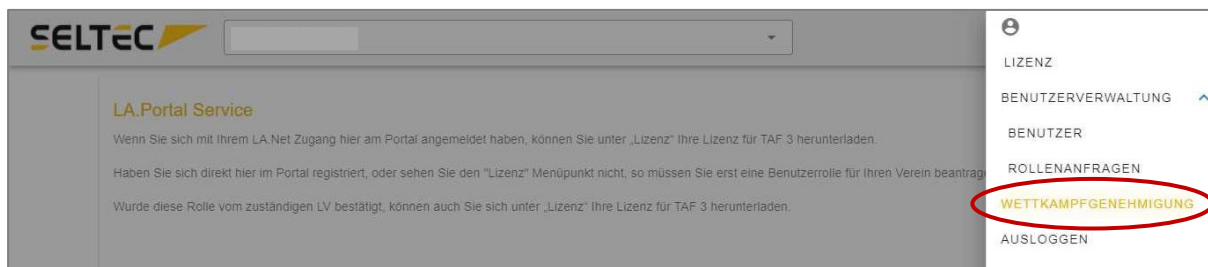 SELTEC
LIZENZ
BENUTZERVERWALTUNG
BENUTZER
ROLLENANFRAGEN
WETTKAMPFGENEHMIGUNG
AUSLOGGEN
LA.Portal Service
Wenn Sie sich mit Ihrem LA.Net Zugang hier am Portal angemeldet haben, können Sie unter „Lizenz" Ihre Lizenz für TAF 3 herunterladen.
Haben Sie sich direkt hier im Portal registriert, oder sehen Sie den "Lizenz" Menüpunkt nicht, so müssen Sie erst eine Benutzerrolle für Ihren Verein beantrage
Wurde diese Rolle vom zuständigen LV bestätigt, können auch Sie sich unter „Lizenz" Ihre Lizenz für TAF 3 herunterladen.